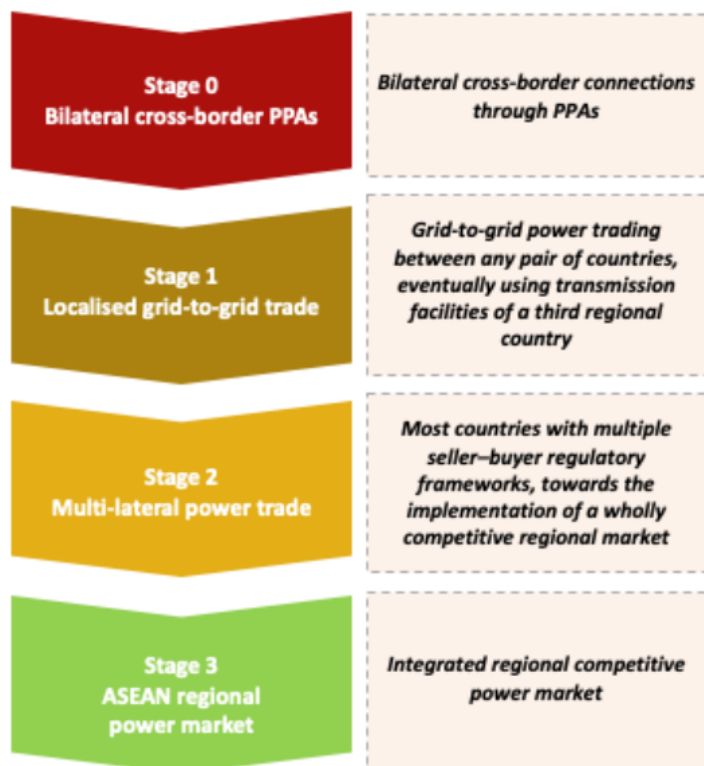 Stage 0
Bilateral cross-border PPAs
Bilateral cross-border connections
through PPAs
Stage 1
Localised grid-to-grid trade
Grid-to-grid power trading
between any pair of countries,
eventually using transmission
facilities of a third regional
country
Stage 2
Multi-lateral power trade
Most countries with multiple
seller–buyer regulatory
frameworks, towards the
implementation of a wholly
competitive regional market
Stage 3
ASEAN regional
power market
Integrated regional competitive
power market